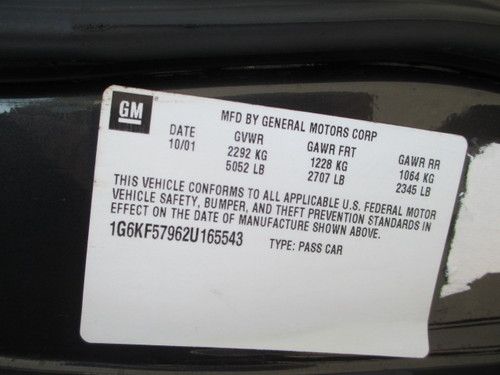 GM
MFD BY GENERAL MOTORS CORP
DATE GVWR GAWR FRT GAWR RR
10/01 2292 KG 1228 KG 1064 KG
5052 LB 2707 LB 2345 LB
THIS VEHICLE CONFORMS TO ALL APPLICABLE U.S. FEDERAL MOTOR
VEHICLE SAFETY, BUMPER, AND THEFT PREVENTION STANDARDS IN
EFFECT ON THE DATE OF MANUFACTURE SHOWN ABOVE.
1G6KF57962U165543 TYPE: PASS CAR